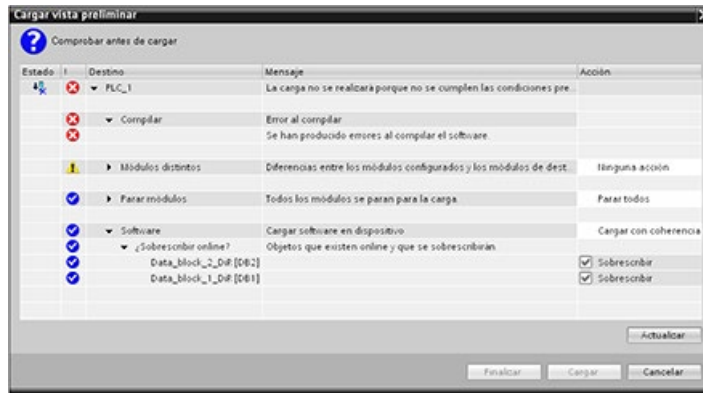 Cargar vista preliminar
Comprobar antes de cargar
Estado ! Destino Mensaje Acción
PLC_1 La carga no se realizará porque no se cumplen las condiciones pre...
Compilar Error al compilar
Se han producido errores al compilar el software.
Módulos distintos Diferencias entre los módulos configurados y los módulos de dest... Ninguna acción
Parar módulos Todos los módulos se paran para la carga. Parar todos
Software Cargar software en dispositivo Cargar con coherencia
¿Sobrescribir online? Objetos que existen online y que se sobrescribirán
Data_block_2_DiR [DB2] Sobrescribir
Data_block_1_DiR [DB1] Sobrescribir
Actualizar
Finalizar Cargar Cancelar